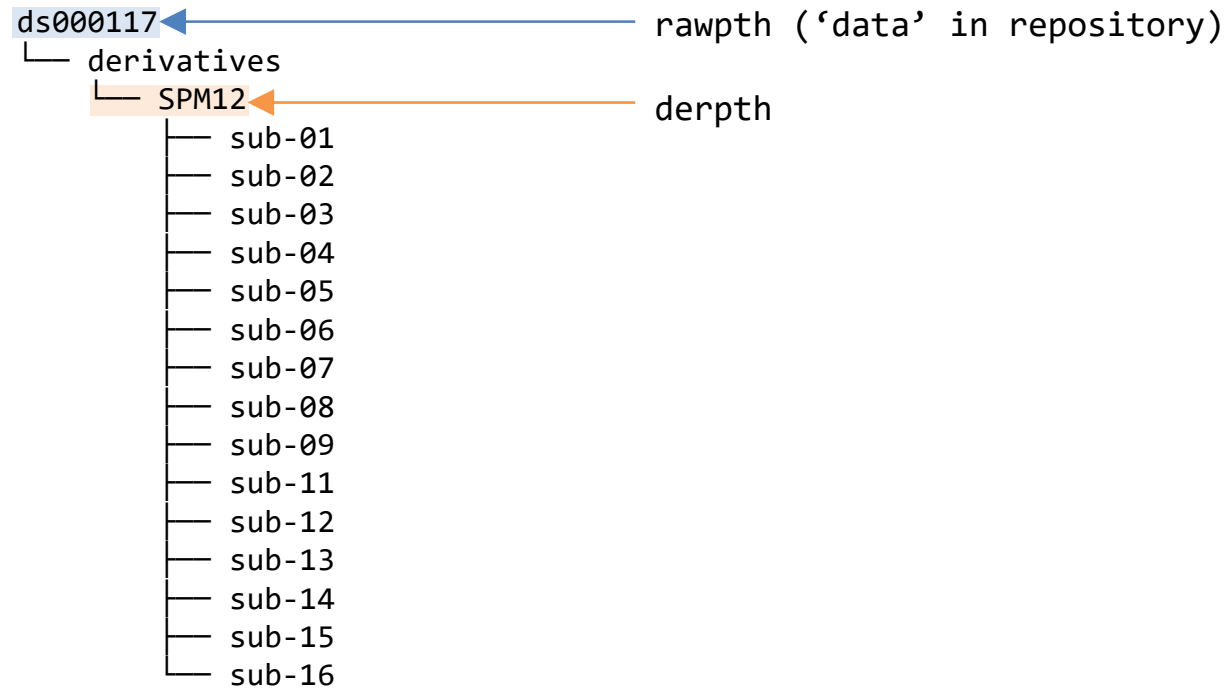 ds000117 rawpth (‘data’ in repository)
└── derivatives
└── SPM12 derpth
├── sub-01
├── sub-02
├── sub-03
├── sub-04
├── sub-05
├── sub-06
├── sub-07
├── sub-08
├── sub-09
├── sub-11
├── sub-12
├── sub-13
├── sub-14
├── sub-15
└── sub-16